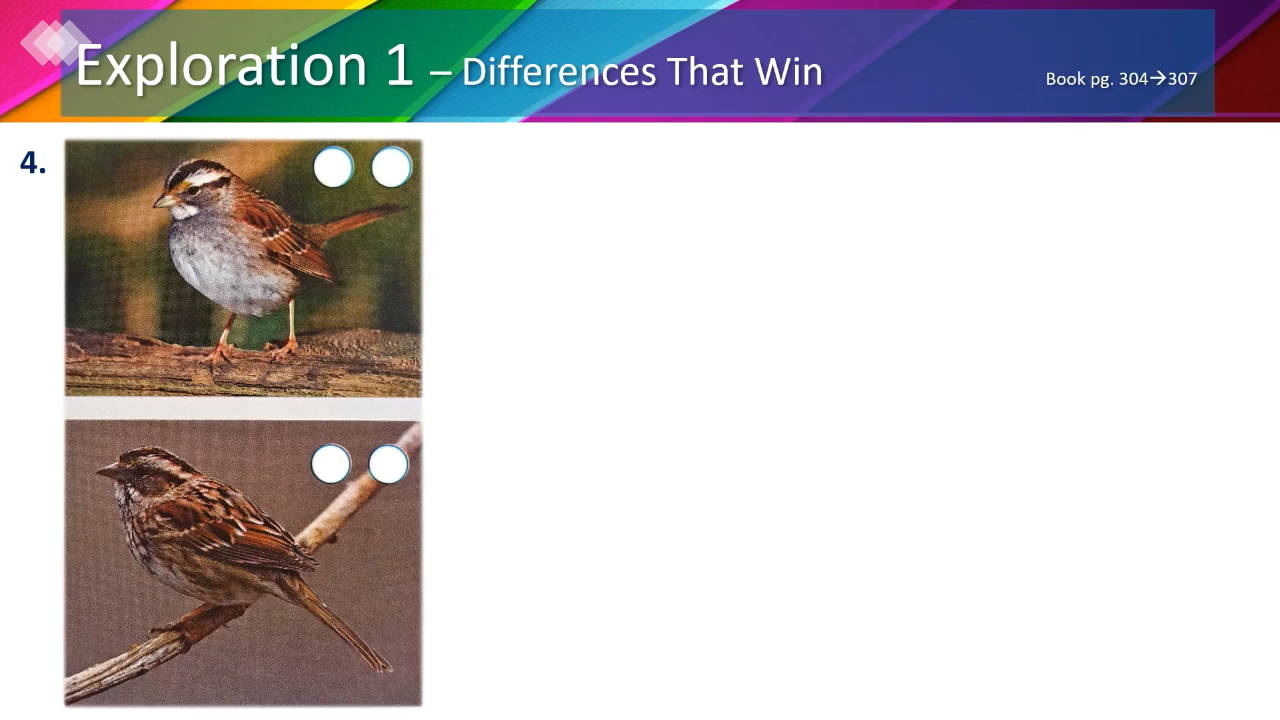 Exploration 1 – Differences That Win
Book pg. 304→307
4.